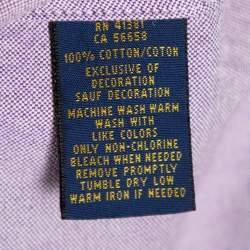 RN 41381
CA 56658
100% COTTON/COTON
EXCLUSIVE OF
DECORATION
SAUF DECORATION
MACHINE WASH WARM
WASH WITH
LIKE COLORS
ONLY NON-CHLORINE
BLEACH WHEN NEEDED
REMOVE PROMPTLY
TUMBLE DRY LOW
WARM IRON IF NEEDED